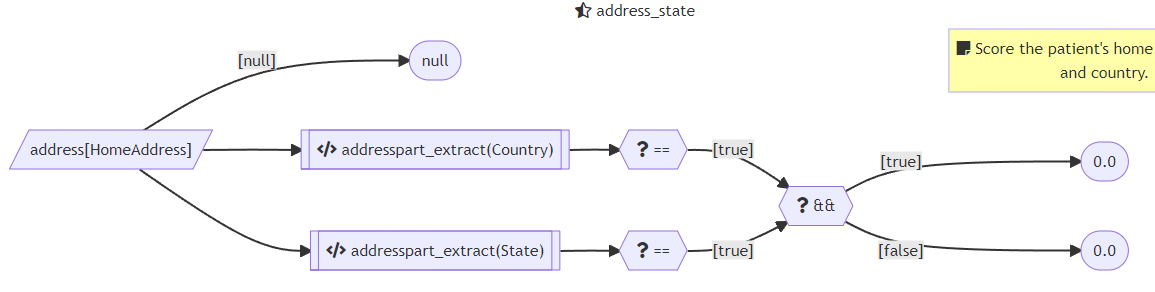 address_state
Score the patient's home
and country.
[null]
null
address[HomeAddress]
</> addresspart_extract(Country)
? ==
[true]
? &&
[true]
0.0
</> addresspart_extract(State)
? ==
[true]
[false]
0.0